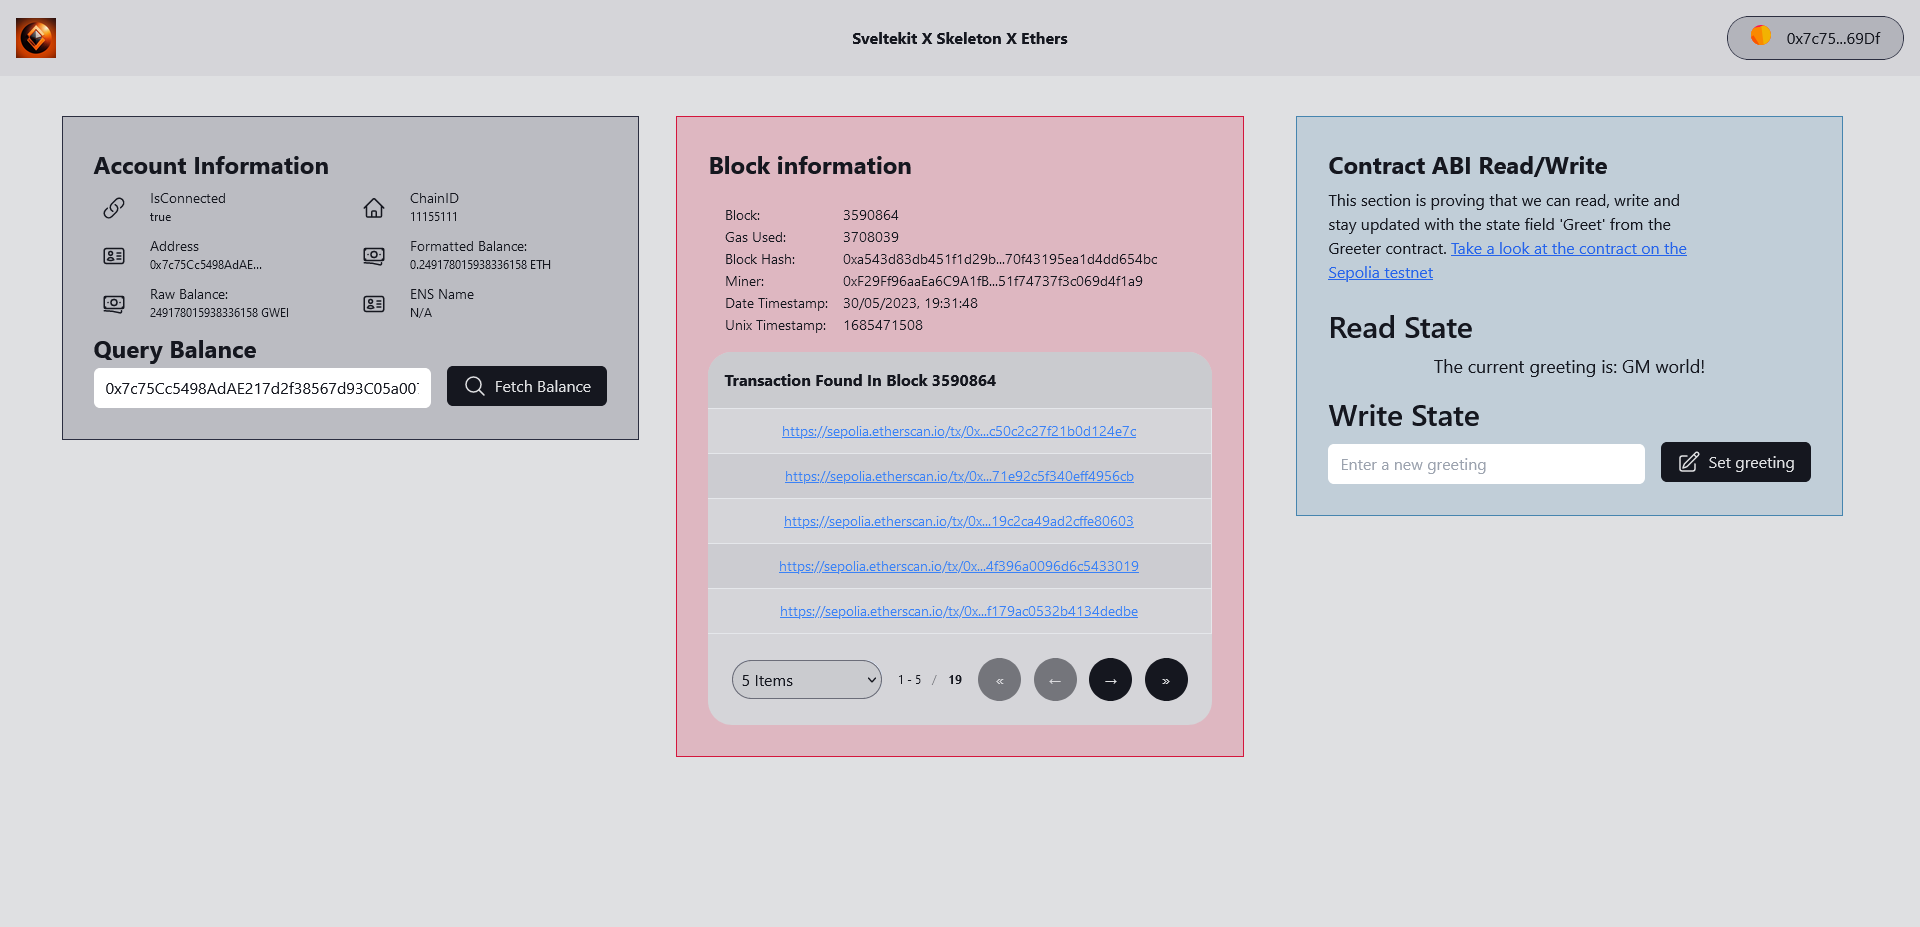 Sveltekit X Skeleton X Ethers
0x7c75...69Df
Account Information
IsConnected
true
ChainID
11155111
Address
0x7c75Cc5498AdAE...
Formatted Balance:
0.249178015938336158 ETH
Raw Balance:
249178015938336158 GWEI
ENS Name
N/A
Query Balance
0x7c75Cc5498AdAE217d2f38567d93C05a00
Fetch Balance
Block information
Block: 3590864
Gas Used: 3708039
Block Hash: 0xa543d83db451f1d29b...70f43195ea1d4dd654bc
Miner: 0xF29Ff96aaEa6C9A1fB...51f74737f3c069d4f1a9
Date Timestamp: 30/05/2023, 19:31:48
Unix Timestamp: 1685471508
Transaction Found In Block 3590864
https://sepolia.etherscan.io/tx/0x...c50c2c27f21b0d124e7c
https://sepolia.etherscan.io/tx/0x...71e92c5f340eff4956cb
https://sepolia.etherscan.io/tx/0x...19c2ca49ad2cffe80603
https://sepolia.etherscan.io/tx/0x...4f396a0096d6c5433019
https://sepolia.etherscan.io/tx/0x...f179ac0532b4134dedbe
5 Items 1 - 5 / 19 « ← → »
Contract ABI Read/Write
This section is proving that we can read, write and
stay updated with the state field 'Greet' from the
Greeter contract. Take a look at the contract on the
Sepolia testnet
Read State
The current greeting is: GM world!
Write State
Enter a new greeting
Set greeting